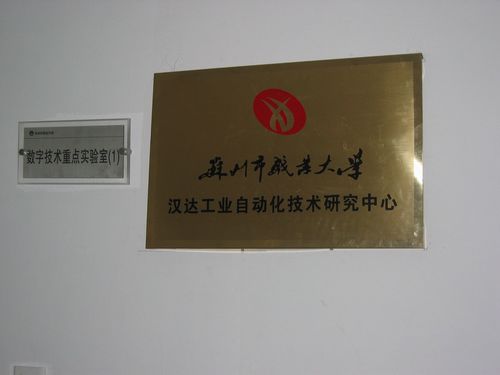 数字技术重点实验室(1)
苏州市职业大学
汉达工业自动化技术研究中心